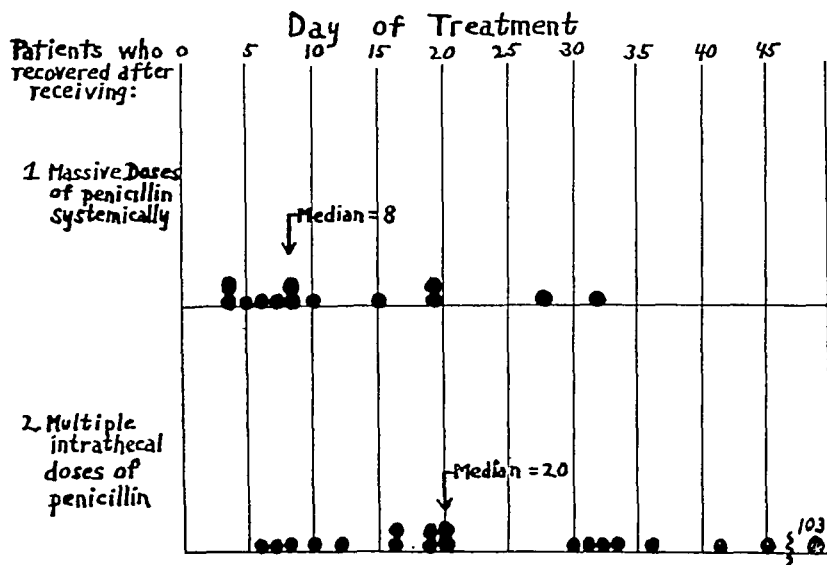 Day of Treatment
Patients who
recovered after
receiving:
0 5 10 15 20 25 30 35 40 45
1 Massive Doses
of penicillin
systemically
Median = 8
2 Multiple
intrathecal
doses of
penicillin
Median = 20
103